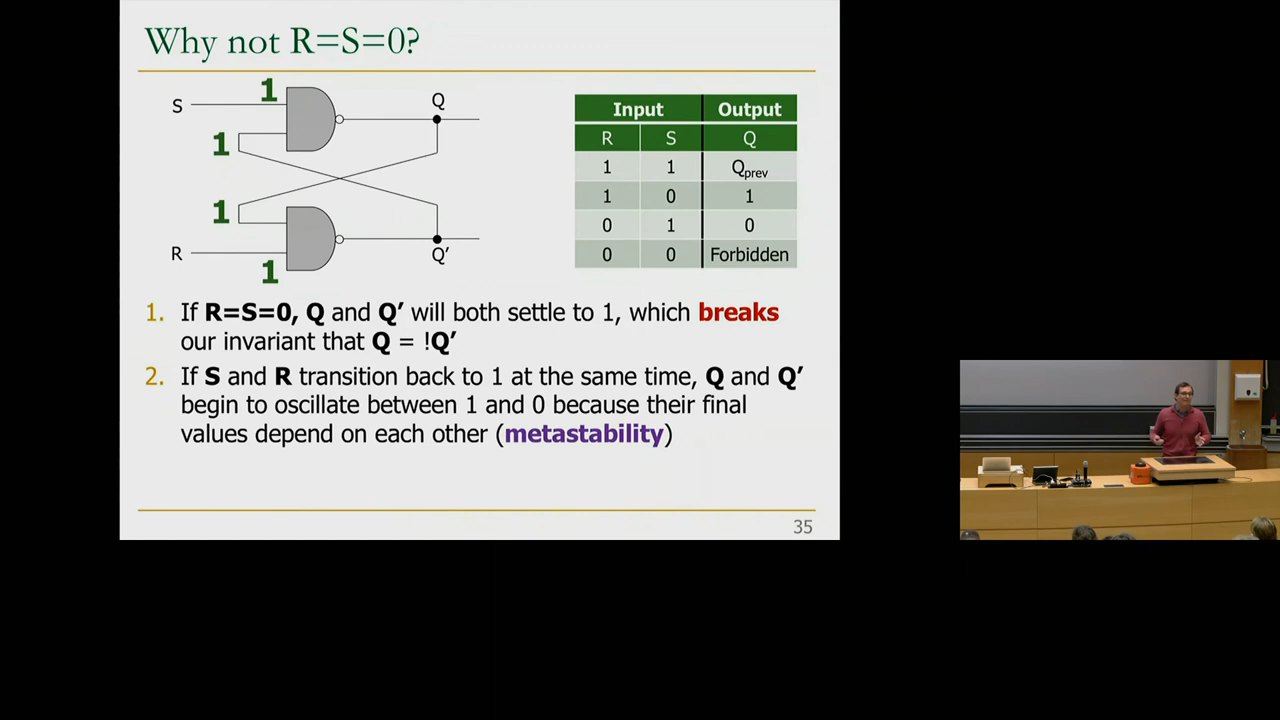 Why not R=S=0?
S
1
Q
1
1
R
1
Q′
Input Output
R S Q
1 1 Qprev
1 0 1
0 1 0
0 0 Forbidden
1. If R=S=0, Q and Q′ will both settle to 1, which breaks
our invariant that Q = !Q′
2. If S and R transition back to 1 at the same time, Q and Q′
begin to oscillate between 1 and 0 because their final
values depend on each other (metastability)
35